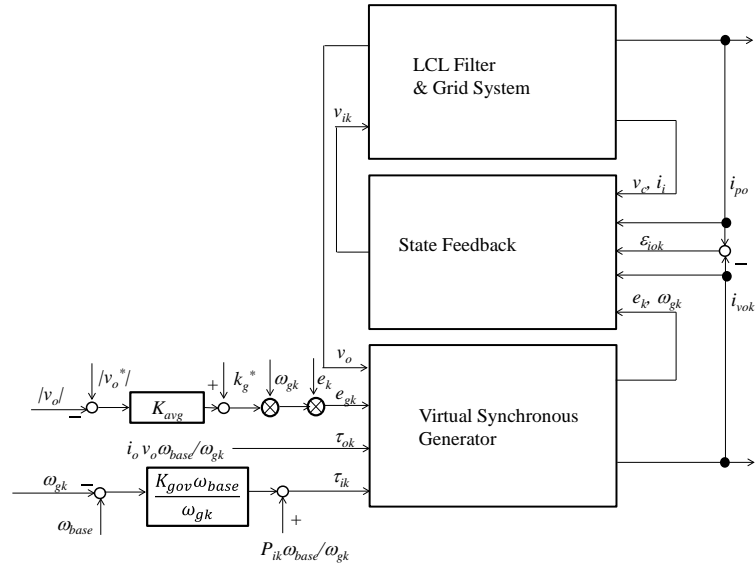 LCL Filter
& Grid System
v_ik
v_c, i_i
i_po
State Feedback
ε_iok
−
i_vok
e_k, ω_gk
v_o
|v_o*|
|v_o|
−
K_avg
+
k_g*
ω_gk
e_k
e_gk
Virtual Synchronous
Generator
i_o v_o ω_base/ω_gk
τ_ok
ω_gk
−
ω_base
K_gov ω_base
ω_gk
τ_ik
+
P_ik ω_base/ω_gk